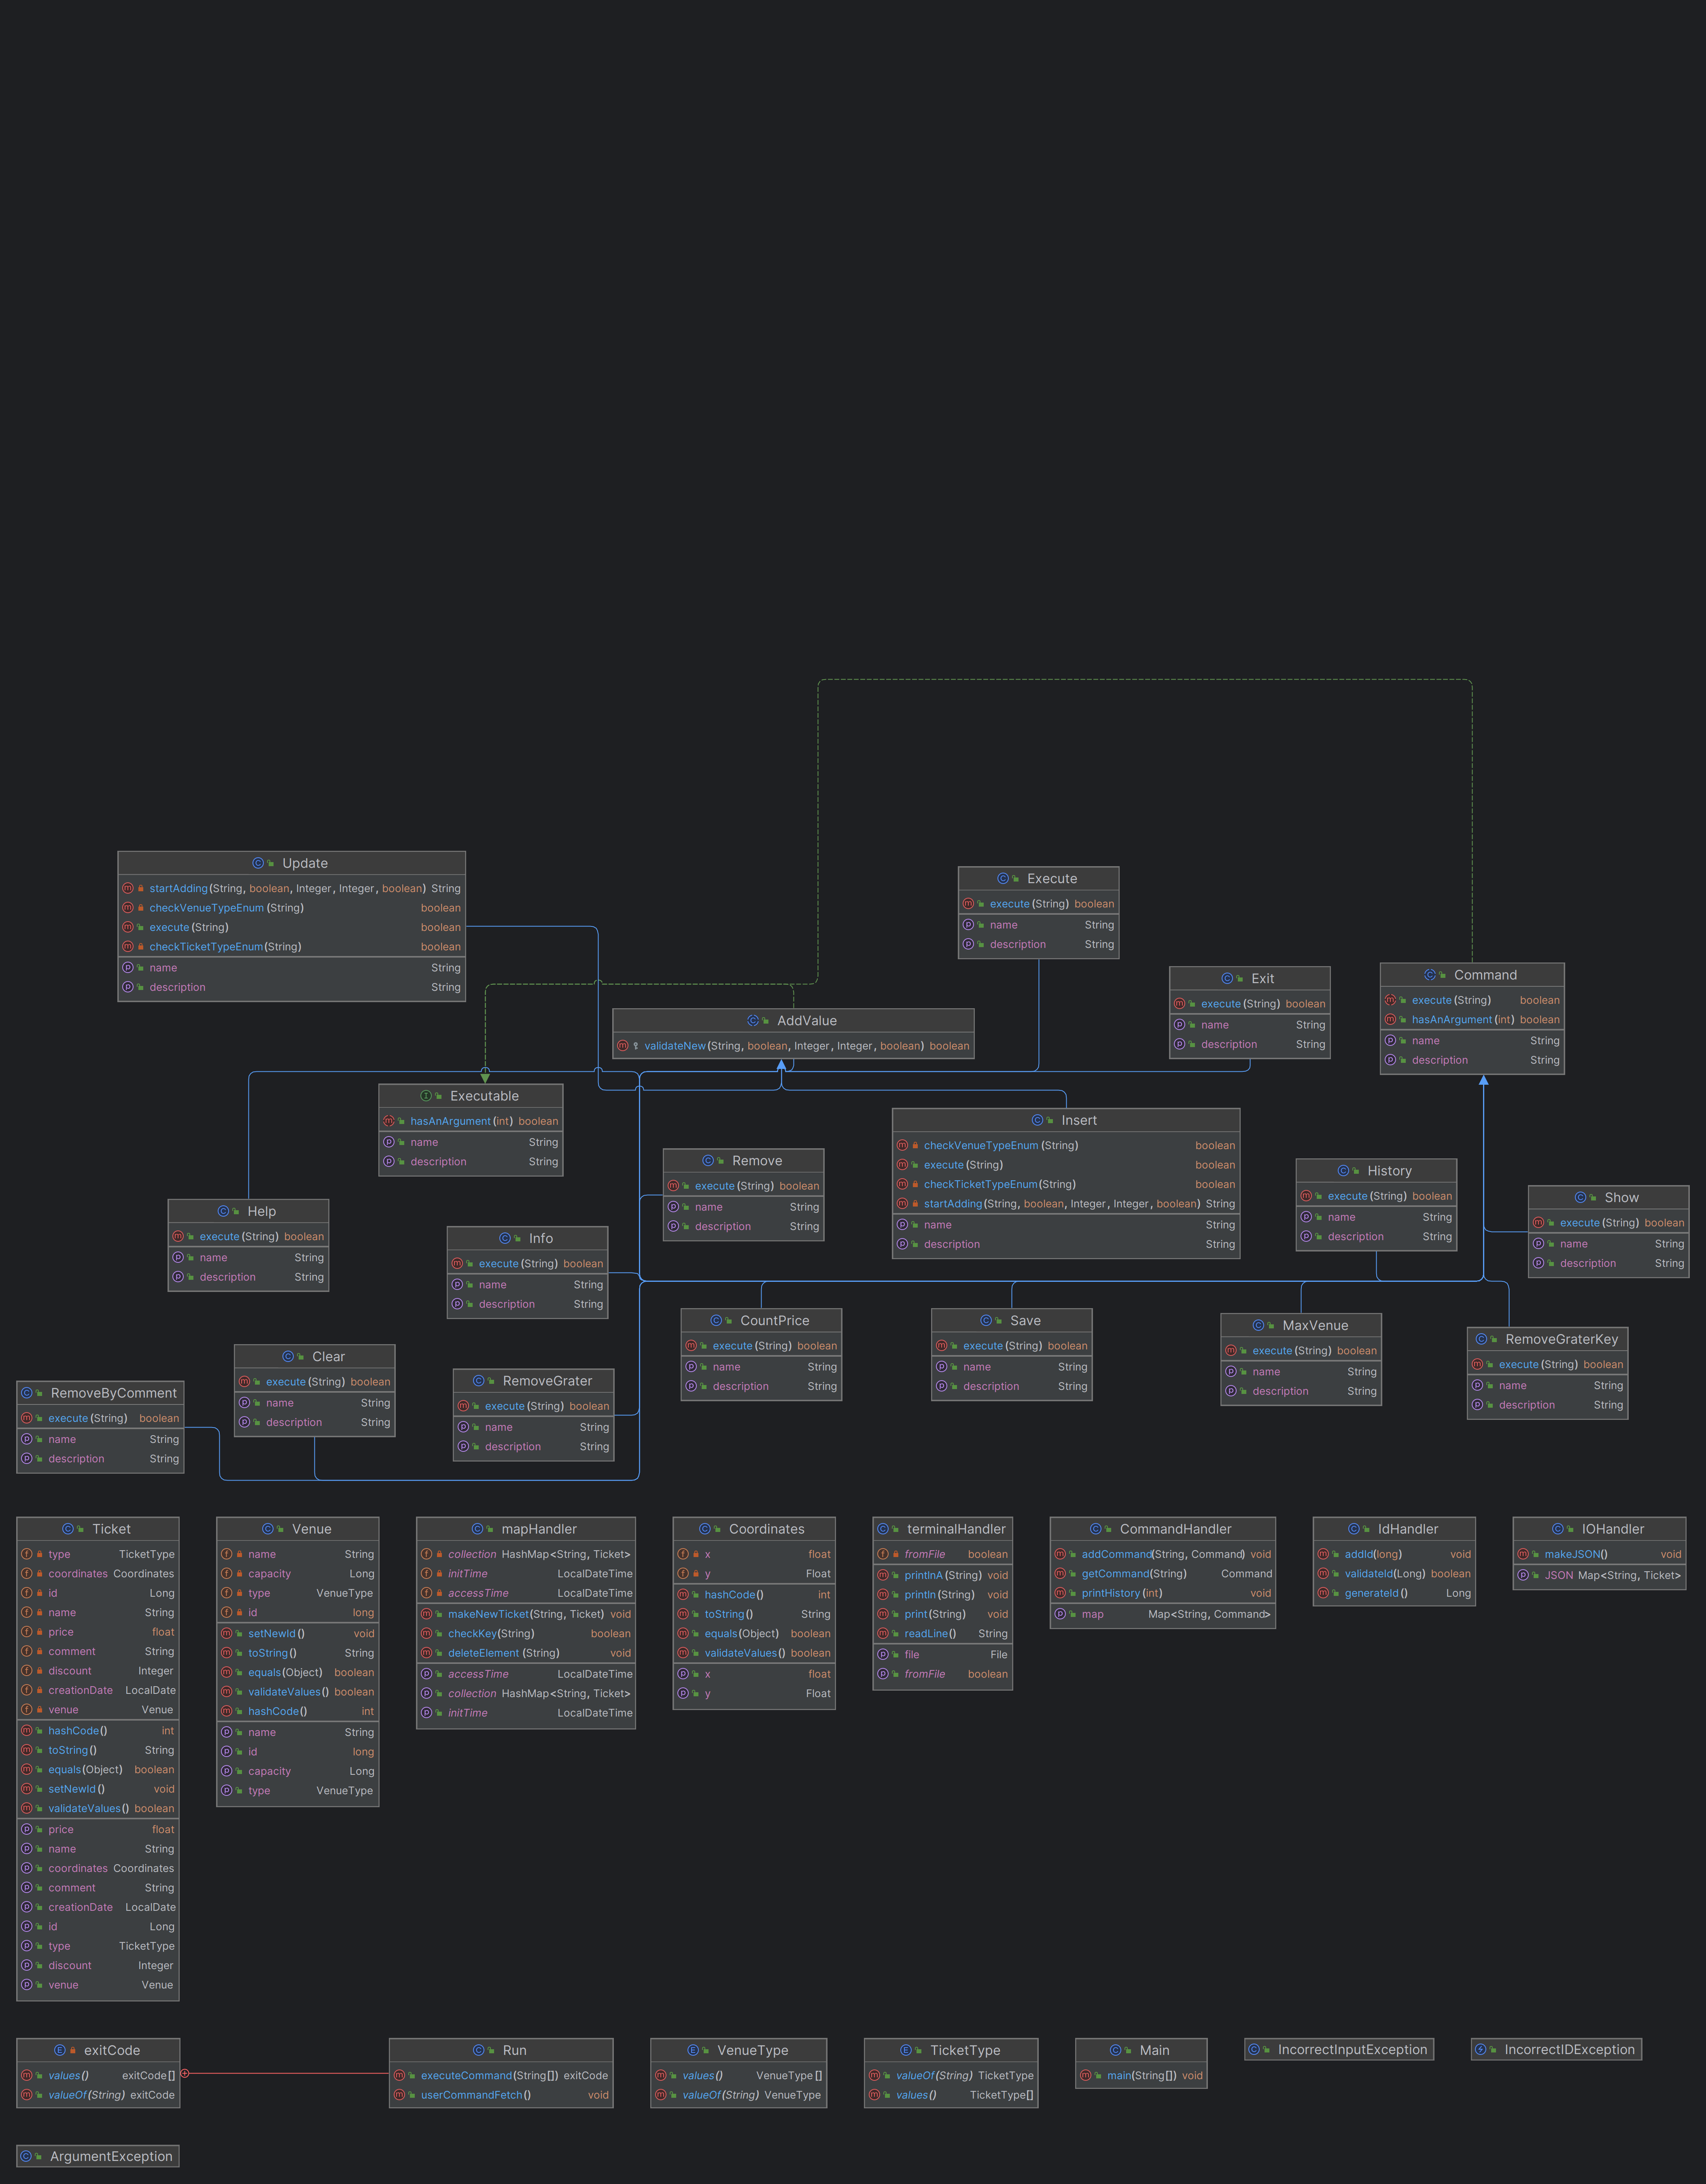 Update
startAdding(String, boolean, Integer, Integer, boolean) String
checkVenueTypeEnum (String) boolean
execute (String) boolean
checkTicketTypeEnum(String) boolean
name String
description String
Execute
execute (String) boolean
name String
description String
Exit
execute (String) boolean
name String
description String
Command
execute (String) boolean
hasAnArgument (int) boolean
name String
description String
AddValue
validateNew (String, boolean, Integer, Integer, boolean) boolean
Executable
hasAnArgument (int) boolean
name String
description String
Insert
checkVenueTypeEnum (String) boolean
execute (String) boolean
checkTicketTypeEnum(String) boolean
startAdding(String, boolean, Integer, Integer, boolean) String
name String
description String
Remove
execute (String) boolean
name String
description String
History
execute (String) boolean
name String
description String
Show
execute (String) boolean
name String
description String
Help
execute (String) boolean
name String
description String
Info
execute (String) boolean
name String
description String
CountPrice
execute (String) boolean
name String
description String
Save
execute (String) boolean
name String
description String
MaxVenue
execute (String) boolean
name String
description String
RemoveGraterKey
execute (String) boolean
name String
description String
Clear
execute (String) boolean
name String
description String
RemoveGrater
execute (String) boolean
name String
description String
RemoveByComment
execute (String) boolean
name String
description String
Ticket
type TicketType
coordinates Coordinates
id Long
name String
price float
comment String
discount Integer
creationDate LocalDate
venue Venue
hashCode() int
toString() String
equals(Object) boolean
setNewId() void
validateValues() boolean
price float
name String
coordinates Coordinates
comment String
creationDate LocalDate
id Long
type TicketType
discount Integer
venue Venue
Venue
name String
capacity Long
type VenueType
id long
setNewId() void
toString() String
equals(Object) boolean
validateValues() boolean
hashCode() int
name String
id long
capacity Long
type VenueType
mapHandler
collection HashMap<String, Ticket>
initTime LocalDateTime
accessTime LocalDateTime
makeNewTicket(String, Ticket) void
checkKey(String) boolean
deleteElement (String) void
accessTime LocalDateTime
collection HashMap<String, Ticket>
initTime LocalDateTime
Coordinates
x float
y Float
hashCode() int
toString() String
equals(Object) boolean
validateValues() boolean
x float
y Float
terminalHandler
fromFile boolean
printlnA(String) void
println(String) void
print(String) void
readLine() String
file File
fromFile boolean
CommandHandler
addCommand(String, Command) void
getCommand(String) Command
printHistory(int) void
map Map<String, Command>
IdHandler
addId(long) void
validateId(Long) boolean
generateId () Long
IOHandler
makeJSON() void
JSON Map<String, Ticket>
exitCode
values() exitCode[]
valueOf(String) exitCode
Run
executeCommand(String[]) exitCode
userCommandFetch() void
VenueType
values() VenueType[]
valueOf(String) VenueType
TicketType
valueOf(String) TicketType
values() TicketType[]
Main
main(String[]) void
IncorrectInputException
IncorrectIDException
ArgumentException